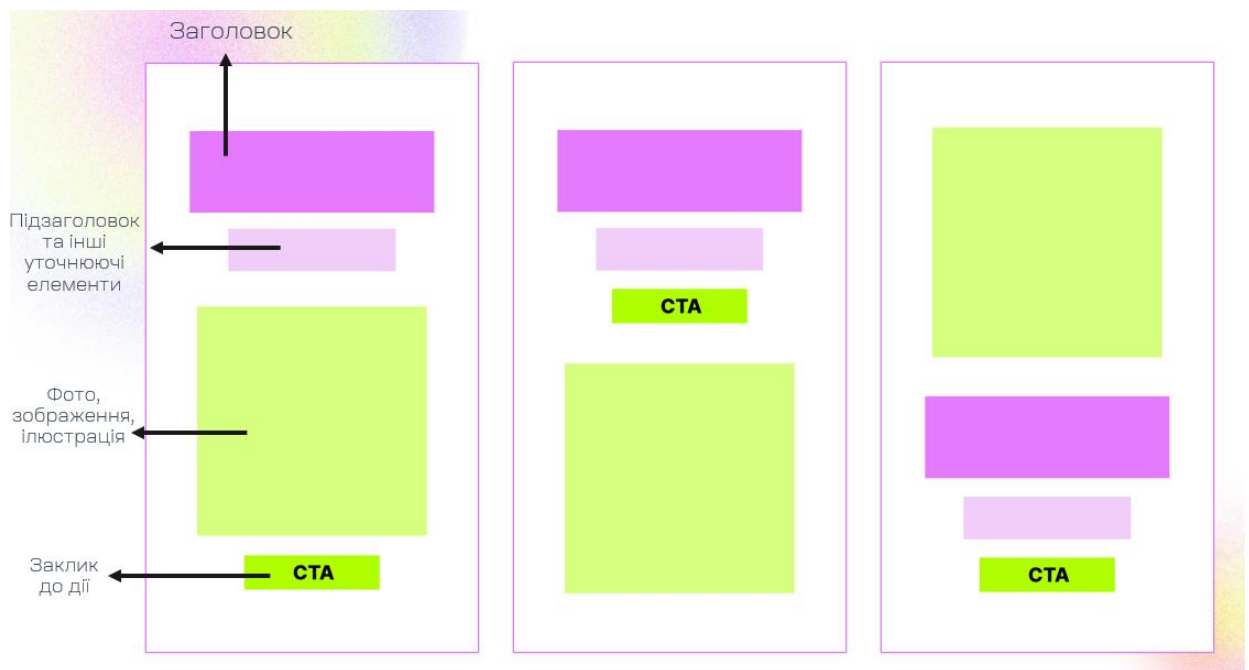 Заголовок
Підзаголовок
та інші
уточнюючі
елементи
CTA
Фото,
зображення,
ілюстрація
Заклик
до дії
CTA
CTA